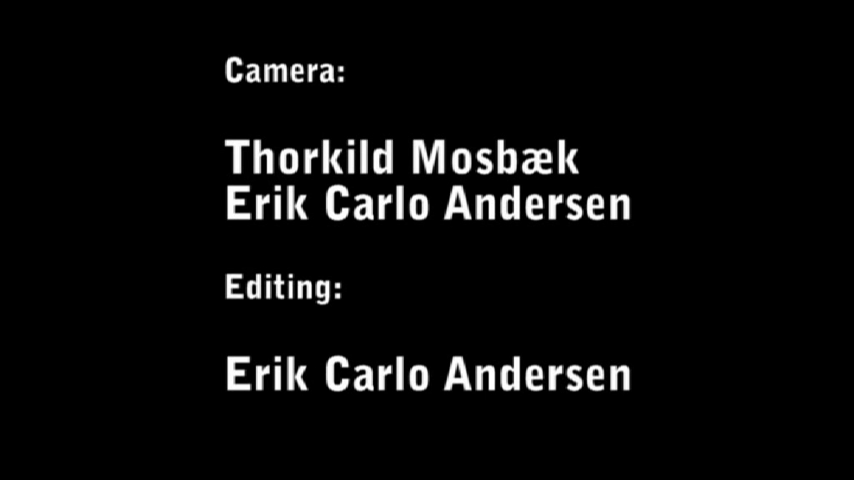 Camera:
Thorkild Mosbæk
Erik Carlo Andersen
Editing:
Erik Carlo Andersen